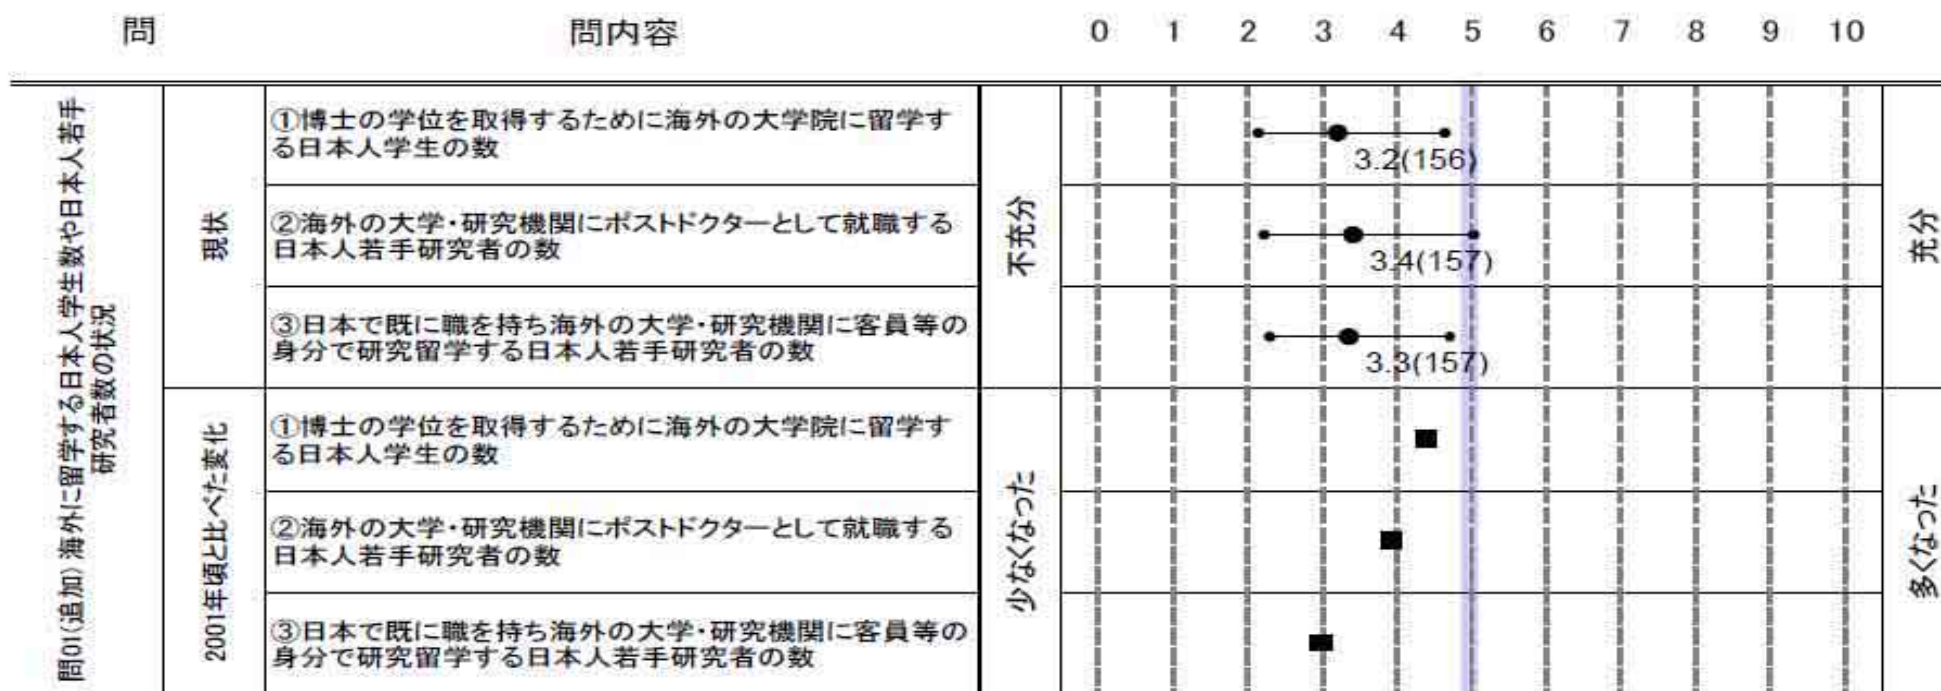 問
問内容
0 1 2 3 4 5 6 7 8 9 10
問01(追加)海外に留学する日本人学生数や日本人若手
研究者数の状況
現状
①博士の学位を取得するために海外の大学院に留学す
る日本人学生の数
不充分
3.2(156)
充分
②海外の大学・研究機関にポストドクターとして就職する
日本人若手研究者の数
3.4(157)
③日本で既に職を持ち海外の大学・研究機関に客員等の
身分で研究留学する日本人若手研究者の数
3.3(157)
2001年頃と比べた変化
①博士の学位を取得するために海外の大学院に留学す
る日本人学生の数
少なくなった
多くなった
②海外の大学・研究機関にポストドクターとして就職する
日本人若手研究者の数
③日本で既に職を持ち海外の大学・研究機関に客員等の
身分で研究留学する日本人若手研究者の数